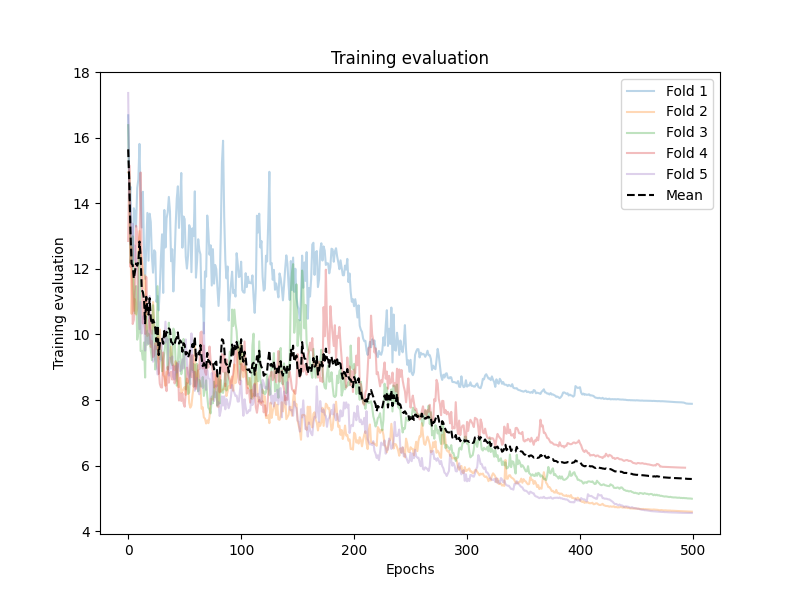 Training evaluation
Training evaluation
18
16
14
12
10
8
6
4
0
100
200
300
400
500
Epochs
Fold 1
Fold 2
Fold 3
Fold 4
Fold 5
Mean